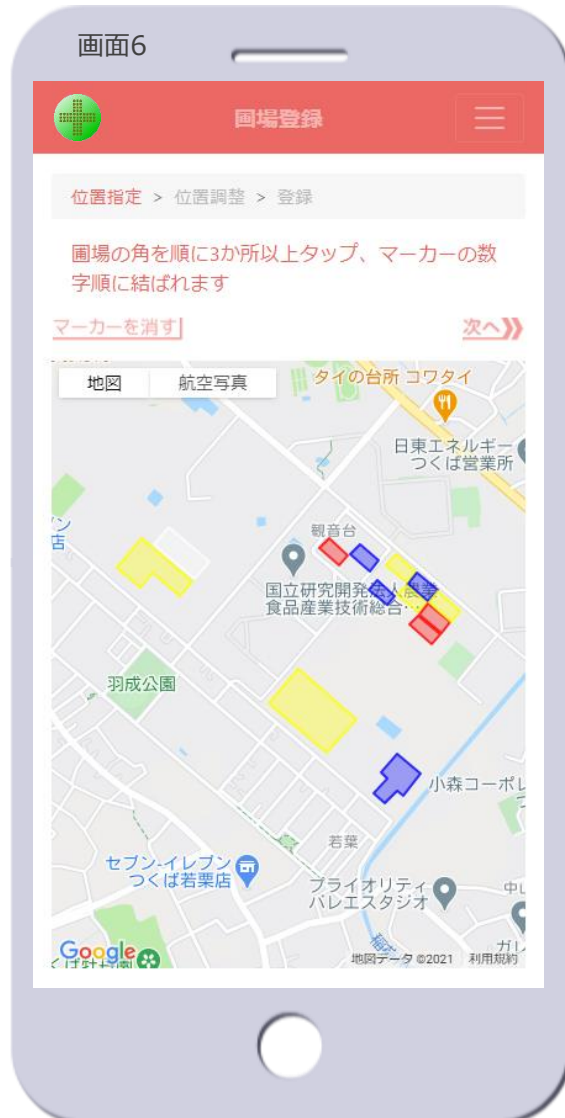 画面6
圃場登録
位置指定 > 位置調整 > 登録
圃場の角を順に3か所以上タップ、マーカーの数
字順に結ばれます
マーカーを消す
次へ
地図
航空写真
タイの台所 コワタイ
日東エネルギー
つくば営業所
観音台
国立研究開発法人農業
食品産業技術総合…
羽成公園
小森コーポレ
若葉
セブン-イレブン
つくば若栗店
プライオリティ
バレエスタジオ
中山
ガレ
Google
地図データ ©2021
利用規約